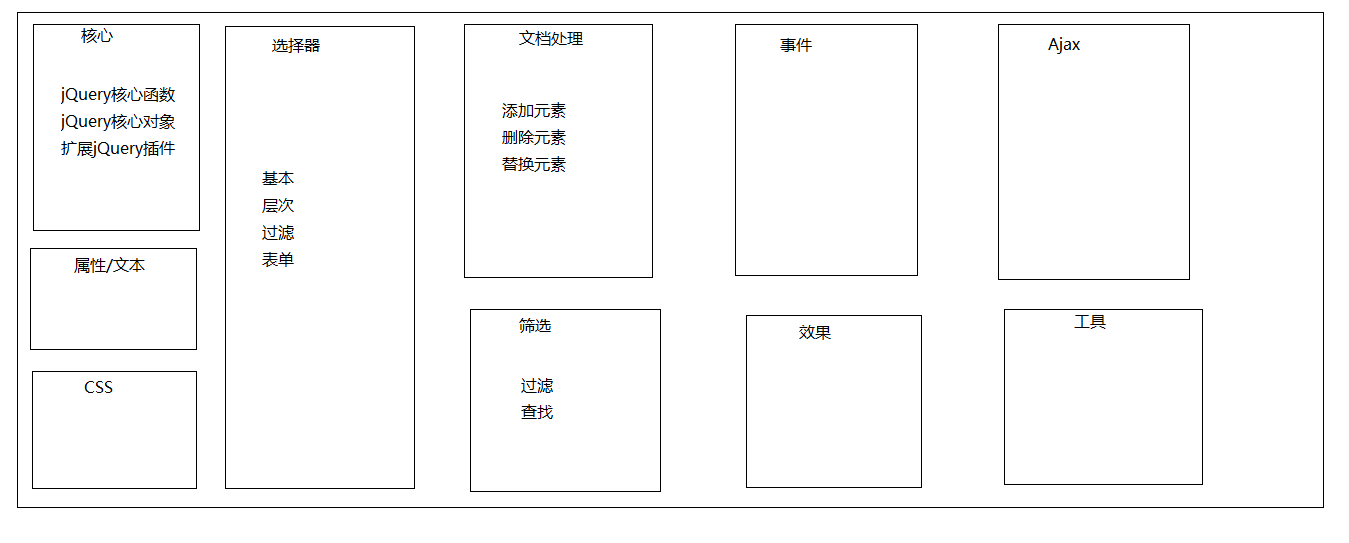 核心
jQuery核心函数
jQuery核心对象
扩展jQuery插件
属性/文本
CSS
选择器
基本
层次
过滤
表单
文档处理
添加元素
删除元素
替换元素
筛选
过滤
查找
事件
效果
Ajax
工具